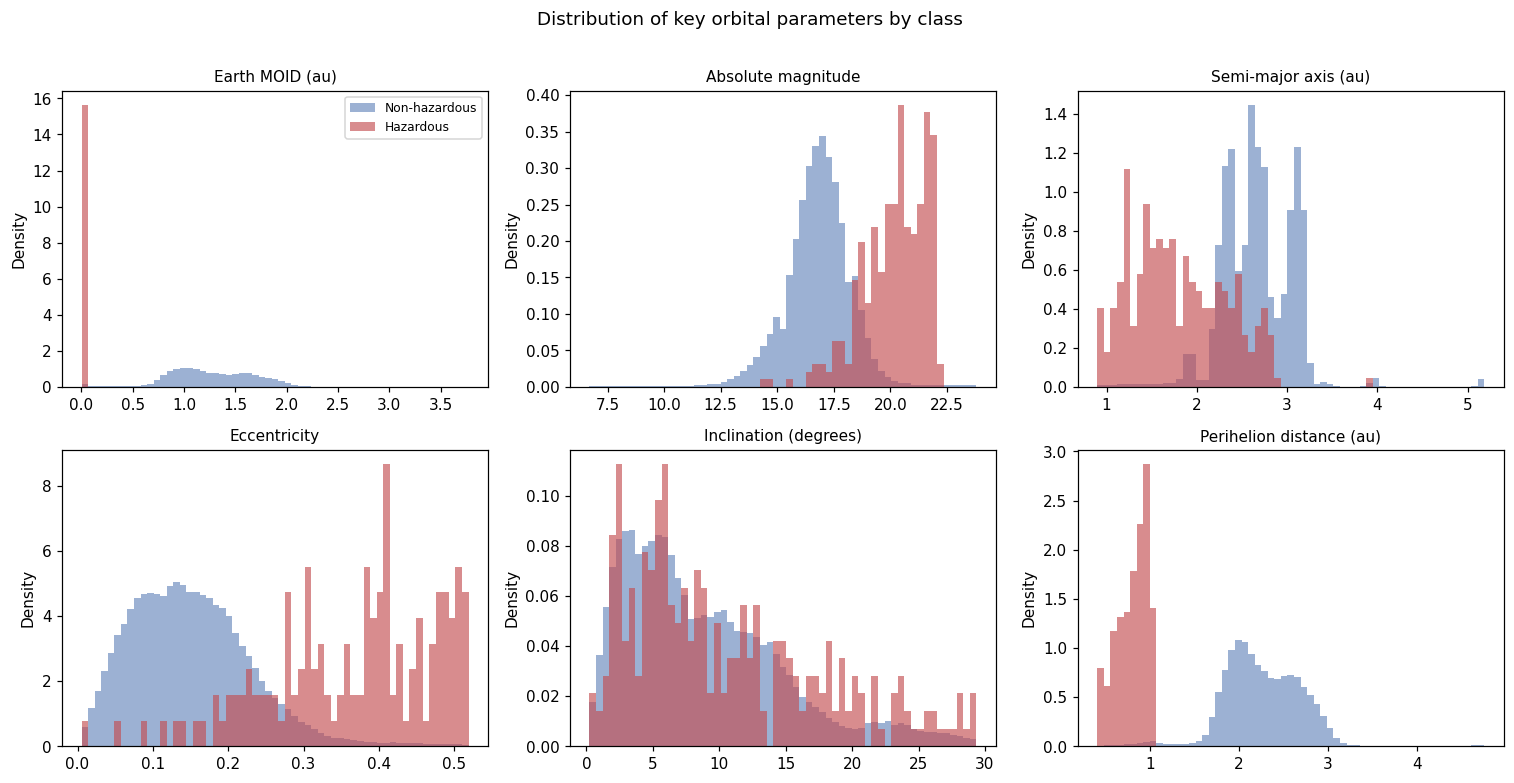 Distribution of key orbital parameters by class
Earth MOID (au)
Density
16
14
12
10
8
6
4
2
0
0.0 0.5 1.0 1.5 2.0 2.5 3.0 3.5
Non-hazardous
Hazardous
Absolute magnitude
Density
0.40
0.35
0.30
0.25
0.20
0.15
0.10
0.05
0.00
7.5 10.0 12.5 15.0 17.5 20.0 22.5
Semi-major axis (au)
Density
1.4
1.2
1.0
0.8
0.6
0.4
0.2
0.0
1 2 3 4 5
Eccentricity
Density
8
6
4
2
0
0.0 0.1 0.2 0.3 0.4 0.5
Inclination (degrees)
Density
0.10
0.08
0.06
0.04
0.02
0.00
0 5 10 15 20 25 30
Perihelion distance (au)
Density
3.0
2.5
2.0
1.5
1.0
0.5
0.0
1 2 3 4